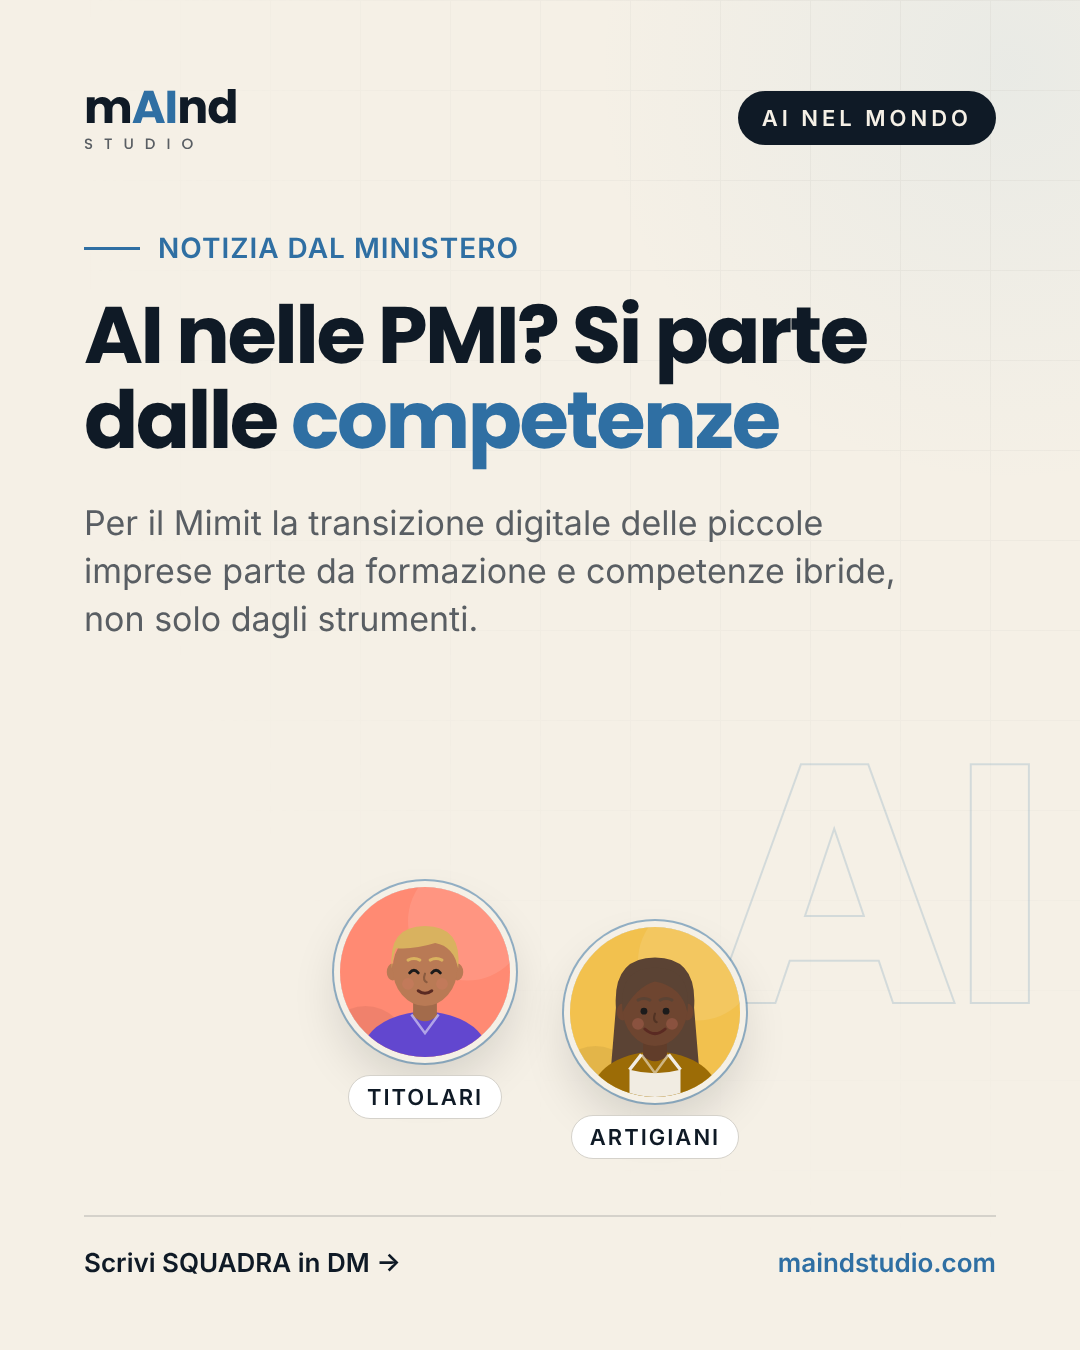 mAInd
STUDIO
AI NEL MONDO
NOTIZIA DAL MINISTERO
AI nelle PMI? Si parte
dalle competenze
Per il Mimit la transizione digitale delle piccole
imprese parte da formazione e competenze ibride,
non solo dagli strumenti.
AI
TITOLARI
ARTIGIANI
Scrivi SQUADRA in DM →
maindstudio.com